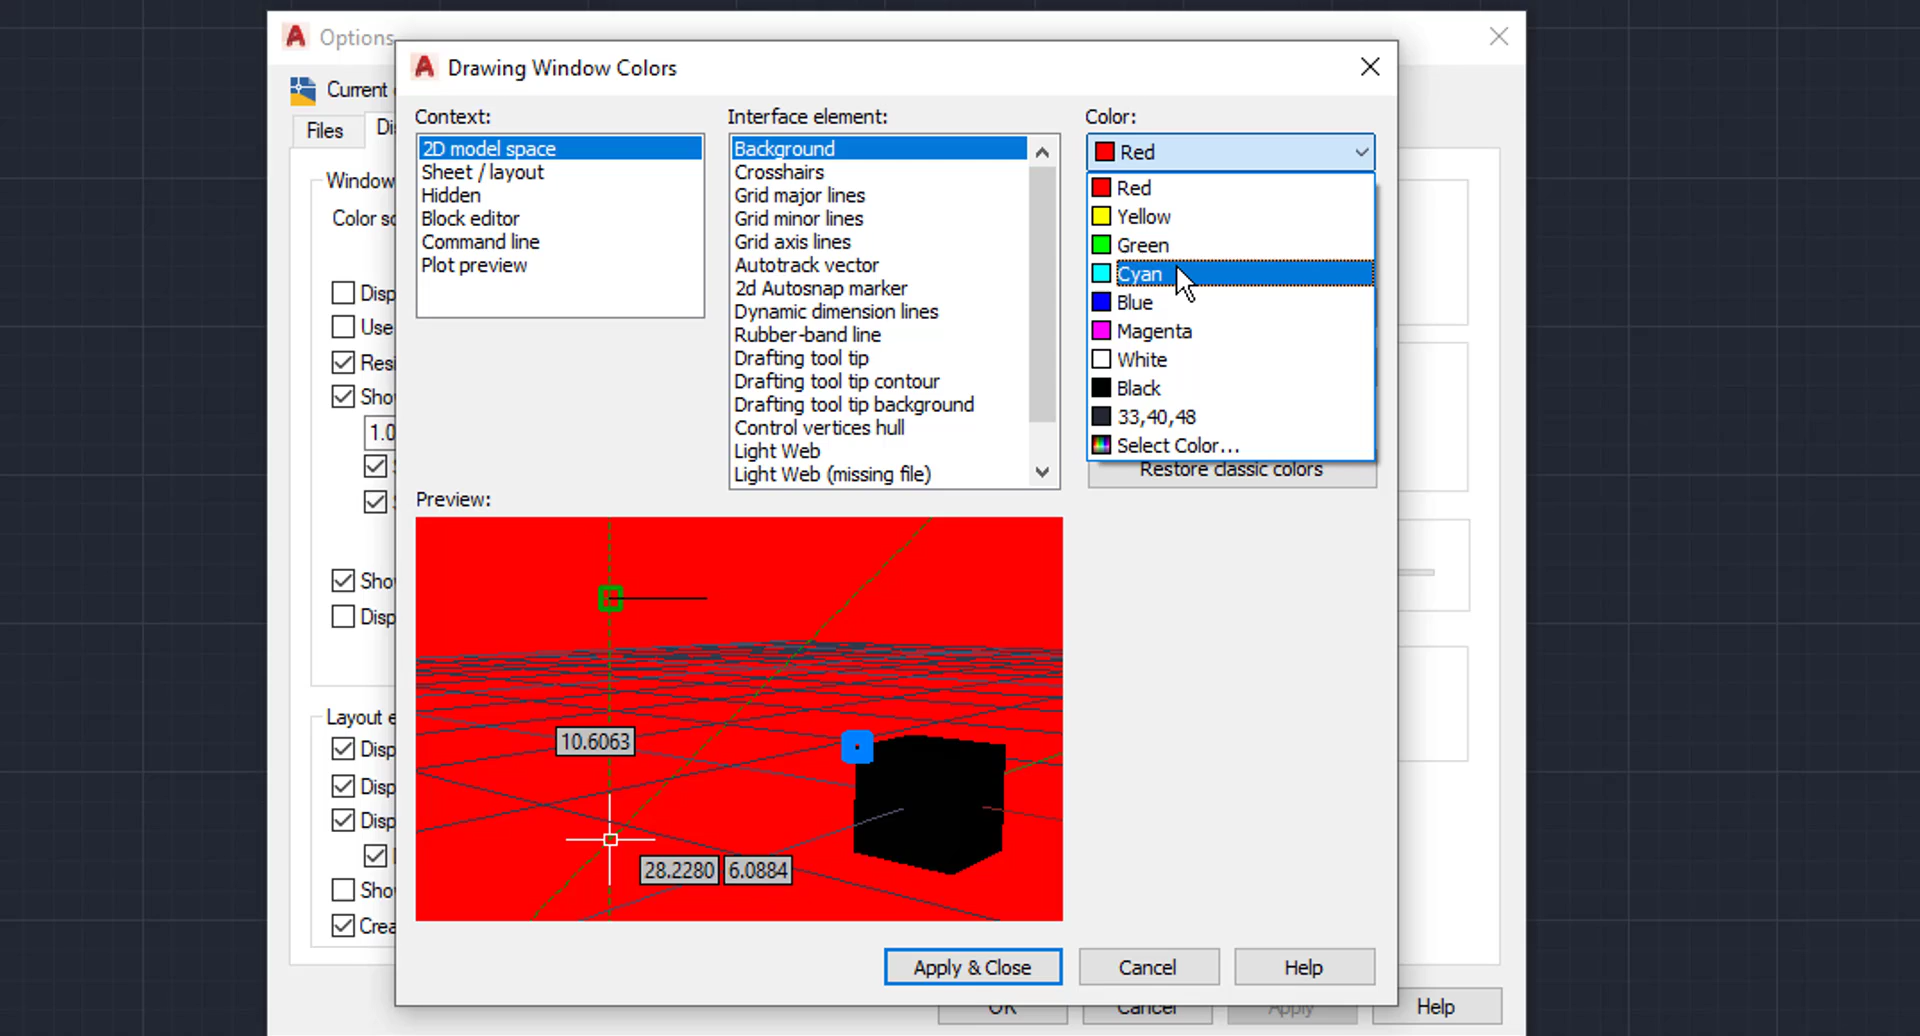 Options
Drawing Window Colors
Current
Files
Context:
2D model space
Sheet / layout
Hidden
Block editor
Command line
Plot preview
Interface element:
Background
Crosshairs
Grid major lines
Grid minor lines
Grid axis lines
Autotrack vector
2d Autosnap marker
Dynamic dimension lines
Rubber-band line
Drafting tool tip
Drafting tool tip contour
Drafting tool tip background
Control vertices hull
Light Web
Light Web (missing file)
Color:
Red
Red
Yellow
Green
Cyan
Blue
Magenta
White
Black
33,40,48
Select Color...
Restore classic colors
Window
Color sc
Disp
Use
Resi
Sho
1.0
Sho
Disp
Layout e
Disp
Disp
Disp
Sho
Crea
Preview:
10.6063
28.2280 6.0884
Apply & Close
Cancel
Help
OK
Cancel
Apply
Help